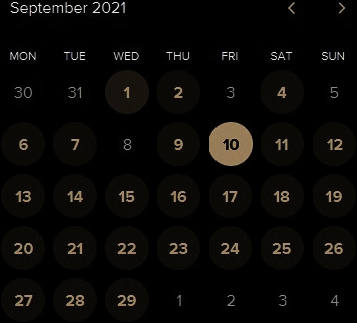 September 2021
MON TUE WED THU FRI SAT SUN
30 31 1 2 3 4 5
6 7 8 9 10 11 12
13 14 15 16 17 18 19
20 21 22 23 24 25 26
27 28 29 1 2 3 4